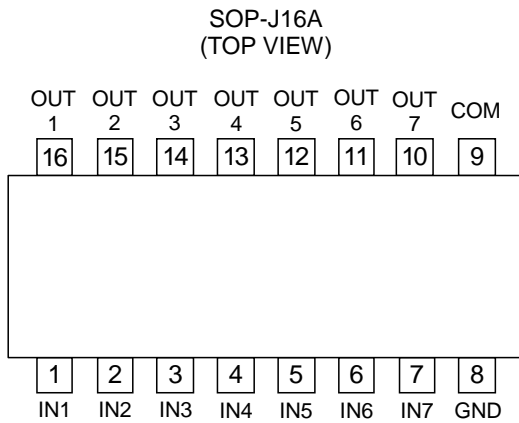 SOP-J16A
(TOP VIEW)
OUT OUT OUT OUT OUT OUT OUT COM
1 2 3 4 5 6 7
16 15 14 13 12 11 10 9
1 2 3 4 5 6 7 8
IN1 IN2 IN3 IN4 IN5 IN6 IN7 GND